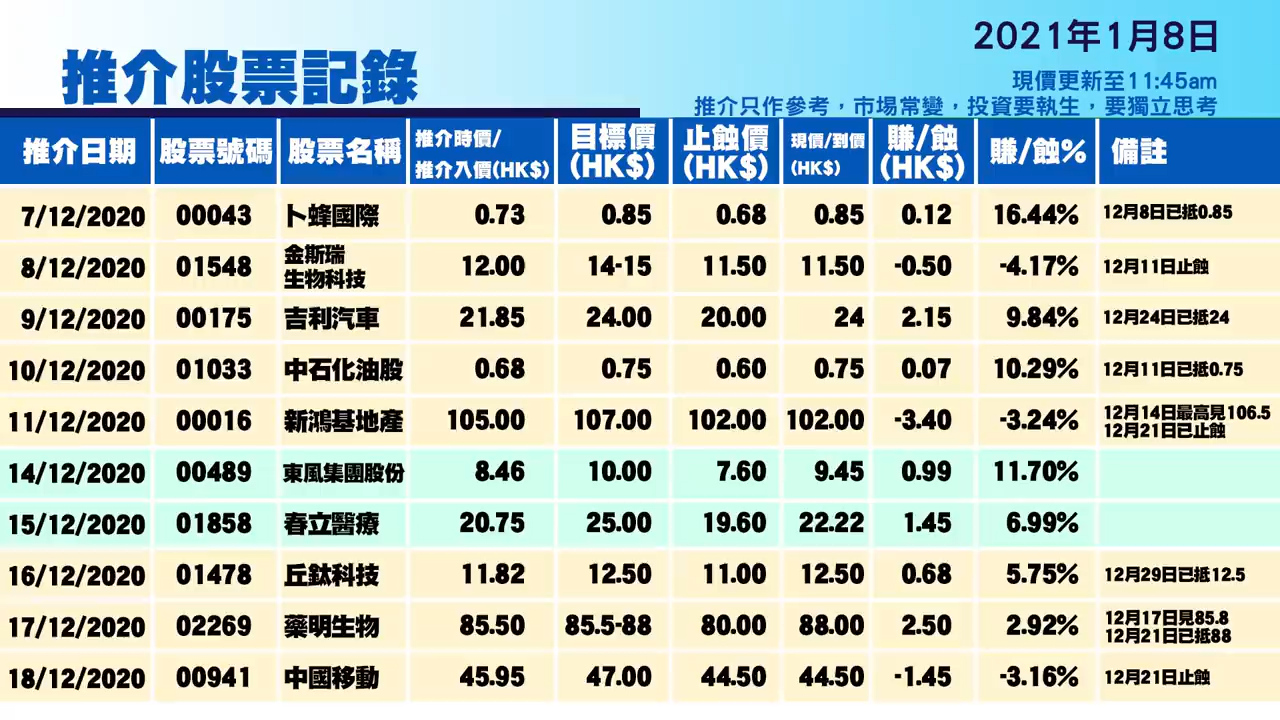 2021年1月8日
推介股票記錄
現價更新至11:45am
推介只作參考，市場常變，投資要執生，要獨立思考
推介日期 股票號碼 股票名稱 推介時價/推介入價(HK$) 目標價(HK$) 止蝕價(HK$) 現價/到價(HK$) 賺/蝕(HK$) 賺/蝕% 備註
7/12/2020 00043 卜蜂國際 0.73 0.85 0.68 0.85 0.12 16.44% 12月8日已抵0.85
8/12/2020 01548 金斯瑞生物科技 12.00 14-15 11.50 11.50 -0.50 -4.17% 12月11日止蝕
9/12/2020 00175 吉利汽車 21.85 24.00 20.00 24 2.15 9.84% 12月24日已抵24
10/12/2020 01033 中石化油股 0.68 0.75 0.60 0.75 0.07 10.29% 12月11日已抵0.75
11/12/2020 00016 新鴻基地產 105.00 107.00 102.00 102.00 -3.40 -3.24% 12月14日最高見106.5 12月21日已止蝕
14/12/2020 00489 東風集團股份 8.46 10.00 7.60 9.45 0.99 11.70%
15/12/2020 01858 春立醫療 20.75 25.00 19.60 22.22 1.45 6.99%
16/12/2020 01478 丘鈦科技 11.82 12.50 11.00 12.50 0.68 5.75% 12月29日已抵12.5
17/12/2020 02269 藥明生物 85.50 85.5-88 80.00 88.00 2.50 2.92% 12月17日見85.8 12月21日已抵88
18/12/2020 00941 中國移動 45.95 47.00 44.50 44.50 -1.45 -3.16% 12月21日止蝕